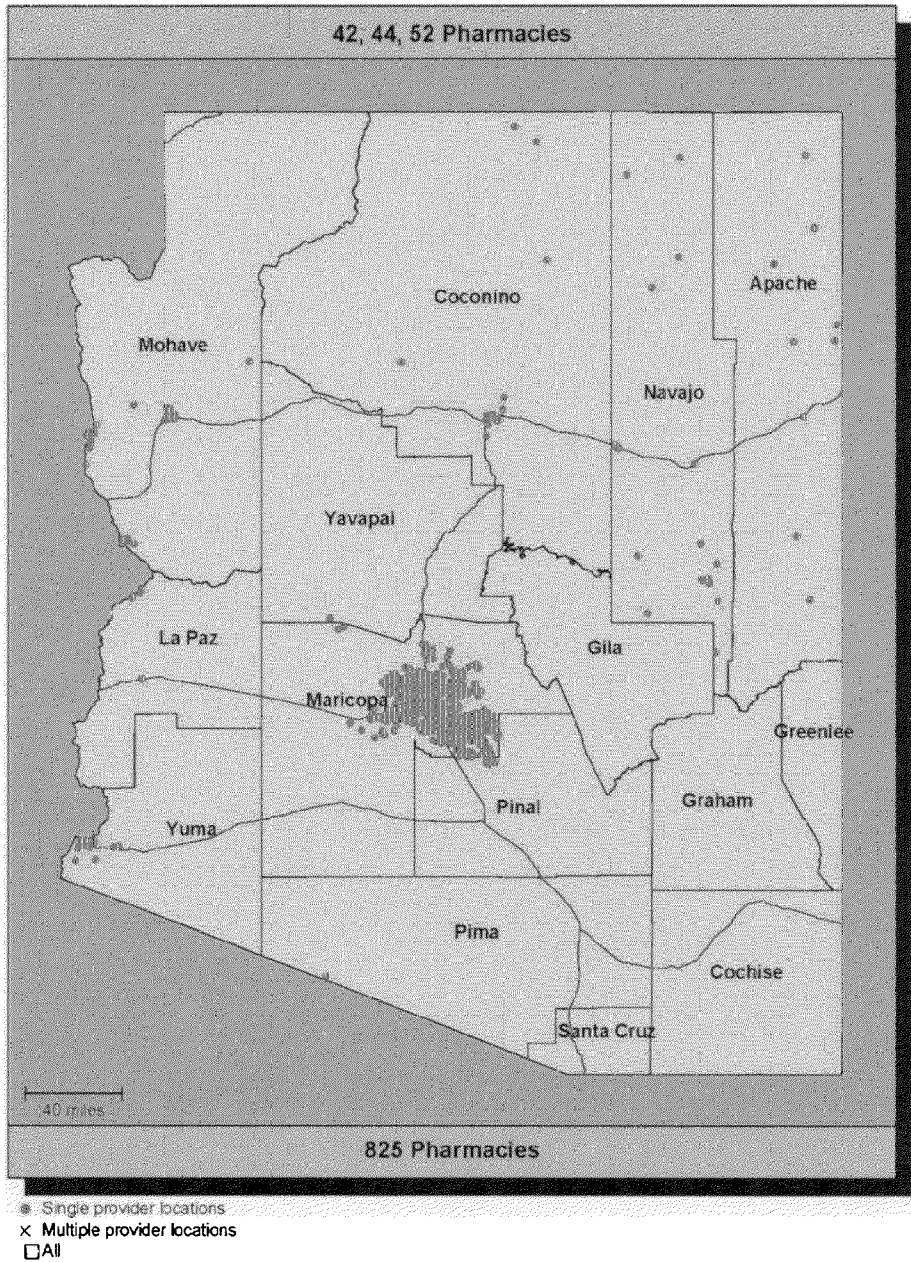 42, 44, 52 Pharmacies
Coconino
Apache
Mohave
Navajo
Yavapai
La Paz
Gila
Maricopa
Greenlee
Pinal
Graham
Yuma
Pima
Cochise
Santa Cruz
40 miles
825 Pharmacies
Single provider locations
Multiple provider locations
All